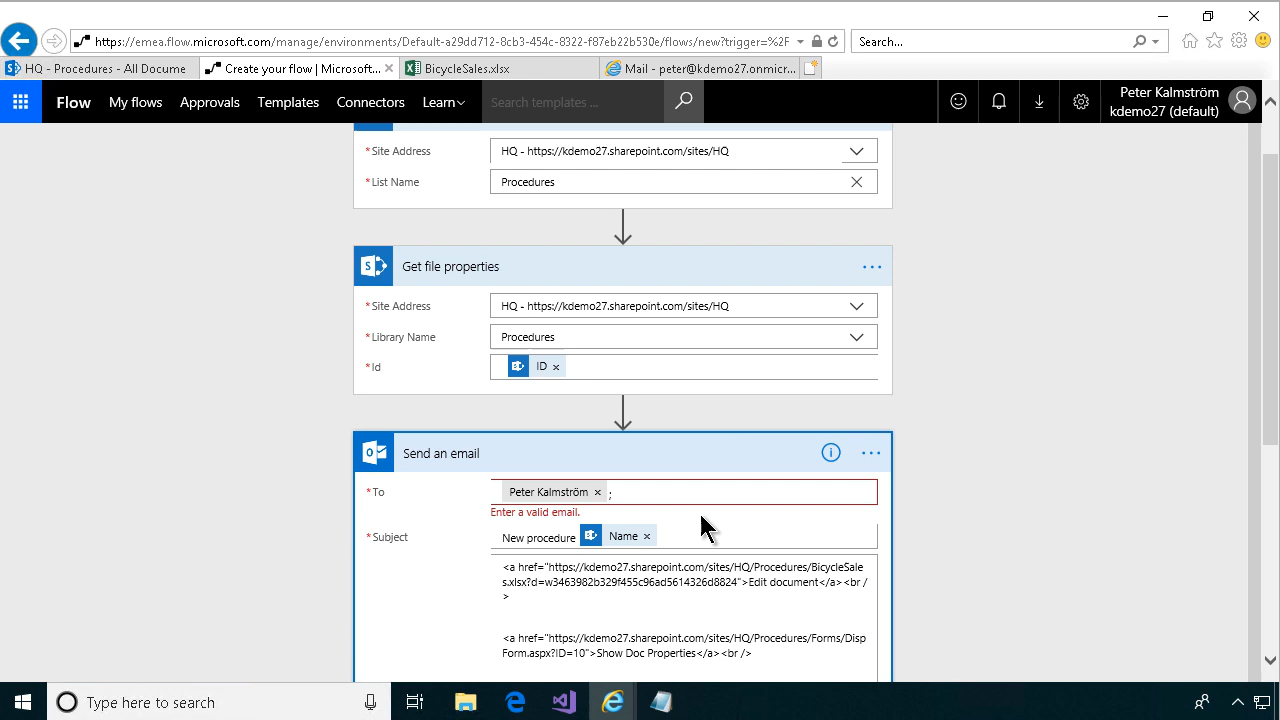 https://emea.flow.microsoft.com/manage/environments/Default-a30dd712-8cb3-454c-8322-f87eb22b530e/flows/new?trigger=%2F
Search...
HQ - Procedures - All Docume
Create your flow | Microsoft...
BicycleSales.xlsx
Mail - peter@kdemo27.onmicr...
Flow
My flows
Approvals
Templates
Connectors
Learn
Search templates ...
Peter Kalmström
kdemo27 (default)
*Site Address
HQ - https://kdemo27.sharepoint.com/sites/HQ
*List Name
Procedures
Get file properties
*Site Address
HQ - https://kdemo27.sharepoint.com/sites/HQ
*Library Name
Procedures
*Id
ID ×
Send an email
*To
Peter Kalmström × ;
Enter a valid email.
*Subject
New procedure Name ×
<a href="https://kdemo27.sharepoint.com/sites/HQ/Procedures/BicycleSale
s.xlsx?d=w3463982b329f455c96ad5614326d8824">Edit document</a><br /
>
<a href="https://kdemo27.sharepoint.com/sites/HQ/Procedures/Forms/Disp
Form.aspx?ID=10">Show Doc Properties</a><br />
Type here to search